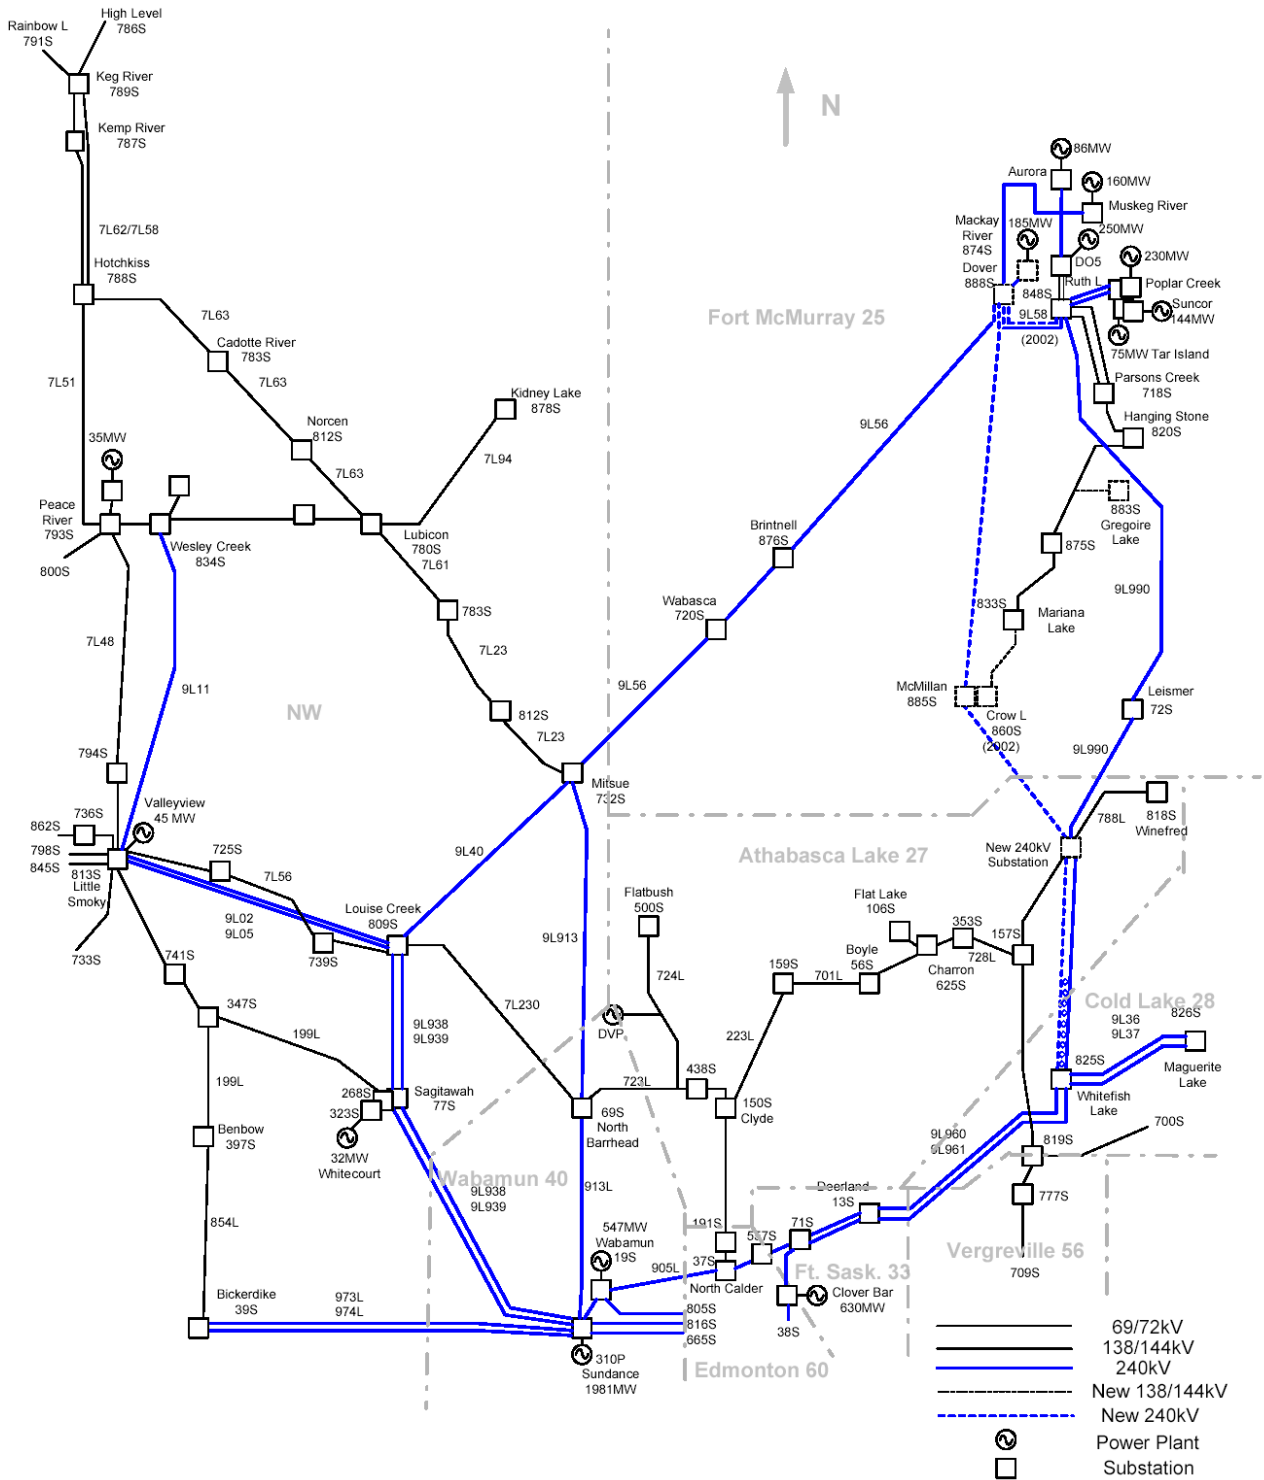 High Level
786S
Rainbow L
791S
Keg River
789S
Kemp River
787S
7L62/7L58
Hotchkiss
788S
7L63
Cadotte River
783S
7L63
7L51
Norcen
812S
7L63
Kidney Lake
878S
7L94
35MW
Peace
River
793S
800S
Wesley Creek
834S
Lubicon
780S
7L61
783S
7L23
812S
7L23
7L48
9L11
NW
N
Fort McMurray 25
86MW
Aurora
160MW
Muskeg River
Mackay
River
874S
185MW
250MW
Dover
888S
DO5
230MW
848S
Ruth L
Poplar Creek
9L58
(2002)
Suncor
144MW
75MW Tar Island
Parsons Creek
718S
Hanging Stone
820S
883S
Gregoire
Lake
875S
833S
Mariana
Lake
McMillan
885S
Crow L
860S
(2002)
9L990
Leismer
72S
9L990
9L56
Brintnell
876S
Wabasca
720S
9L56
Mitsue
732S
794S
Valleyview
45 MW
736S
862S
798S
845S
813S
Little
Smoky
733S
725S
7L56
9L02
9L05
Louise Creek
809S
739S
9L40
9L913
741S
347S
199L
199L
9L938
9L939
7L230
268S
323S
Sagitawah
77S
32MW
Whitecourt
Benbow
397S
854L
Bickerdike
39S
973L
974L
9L938
9L939
Wabamun 40
Flatbush
500S
724L
DVP
723L
438S
69S
North
Barrhead
913L
150S
Clyde
223L
159S
701L
Boyle
56S
Flat Lake
106S
Charron
625S
353S
728L
157S
Athabasca Lake 27
New 240kV
Substation
788L
818S
Winefred
Cold Lake 28
9L36
9L37
826S
Maguerite
Lake
825S
Whitefish
Lake
9L960
9L961
819S
700S
777S
709S
Vergreville 56
Deerland
13S
71S
557S
191S
37S
North Calder
Ft. Sask. 33
Clover Bar
630MW
38S
547MW
Wabamun
19S
905L
805S
816S
665S
310P
Sundance
1981MW
Edmonton 60
69/72kV
138/144kV
240kV
New 138/144kV
New 240kV
Power Plant
Substation